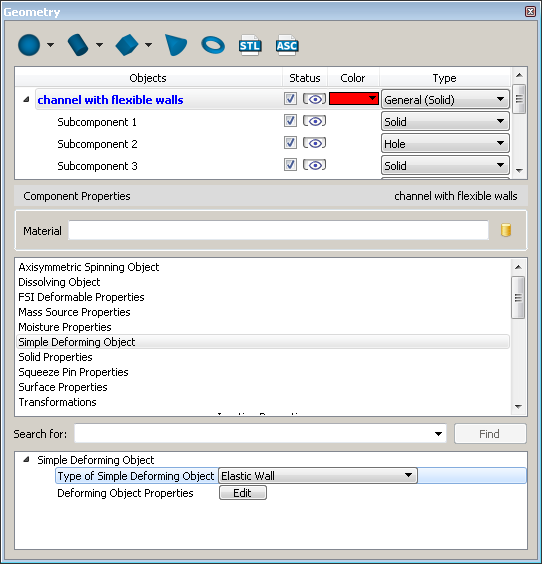 Geometry
STL ASC
Objects Status Color Type
channel with flexible walls General (Solid)
Subcomponent 1 Solid
Subcomponent 2 Hole
Subcomponent 3 Solid
Component Properties channel with flexible walls
Material
Axisymmetric Spinning Object
Dissolving Object
FSI Deformable Properties
Mass Source Properties
Moisture Properties
Simple Deforming Object
Solid Properties
Squeeze Pin Properties
Surface Properties
Transformations
Search for: Find
Simple Deforming Object
Type of Simple Deforming Object Elastic Wall
Deforming Object Properties Edit